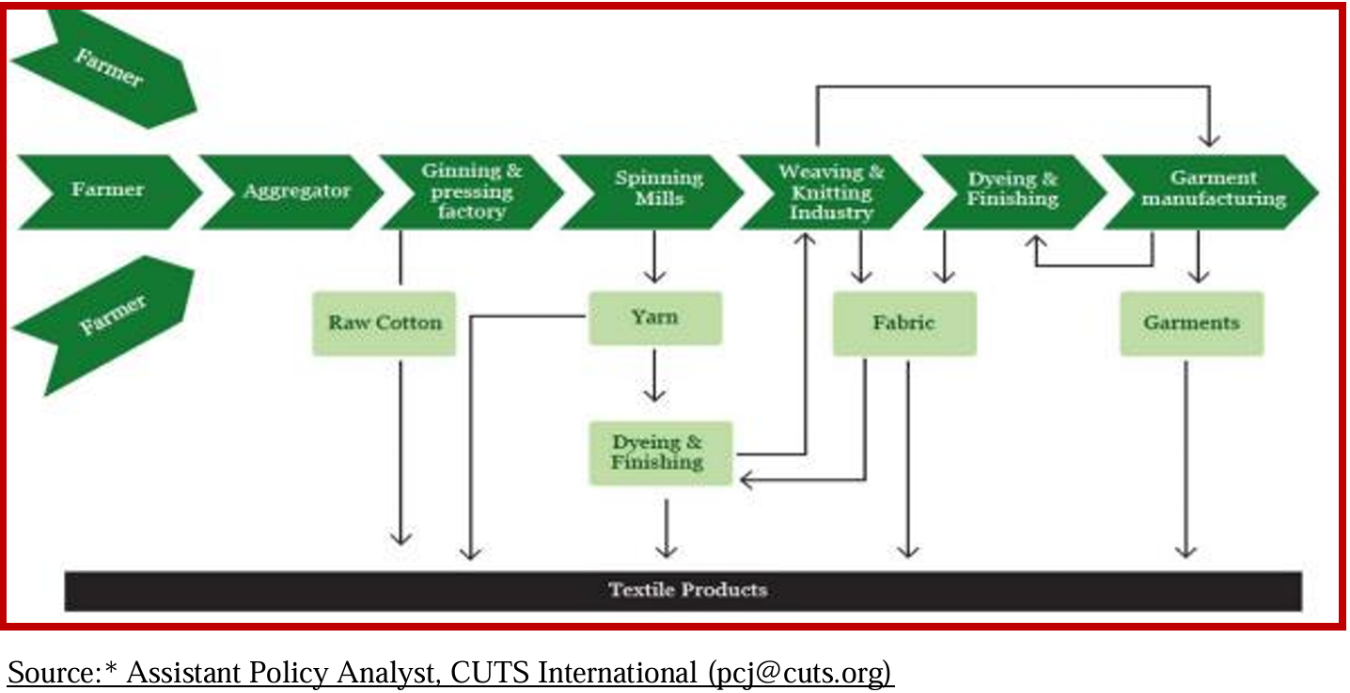 Farmer
Farmer
Aggregator
Ginning &
pressing
factory
Spinning
Mills
Weaving &
Knitting
Industry
Dyeing &
Finishing
Garment
manufacturing
Farmer
Raw Cotton
Yarn
Fabric
Garments
Dyeing &
Finishing
Textile Products
Source:* Assistant Policy Analyst, CUTS International (pcj@cuts.org)